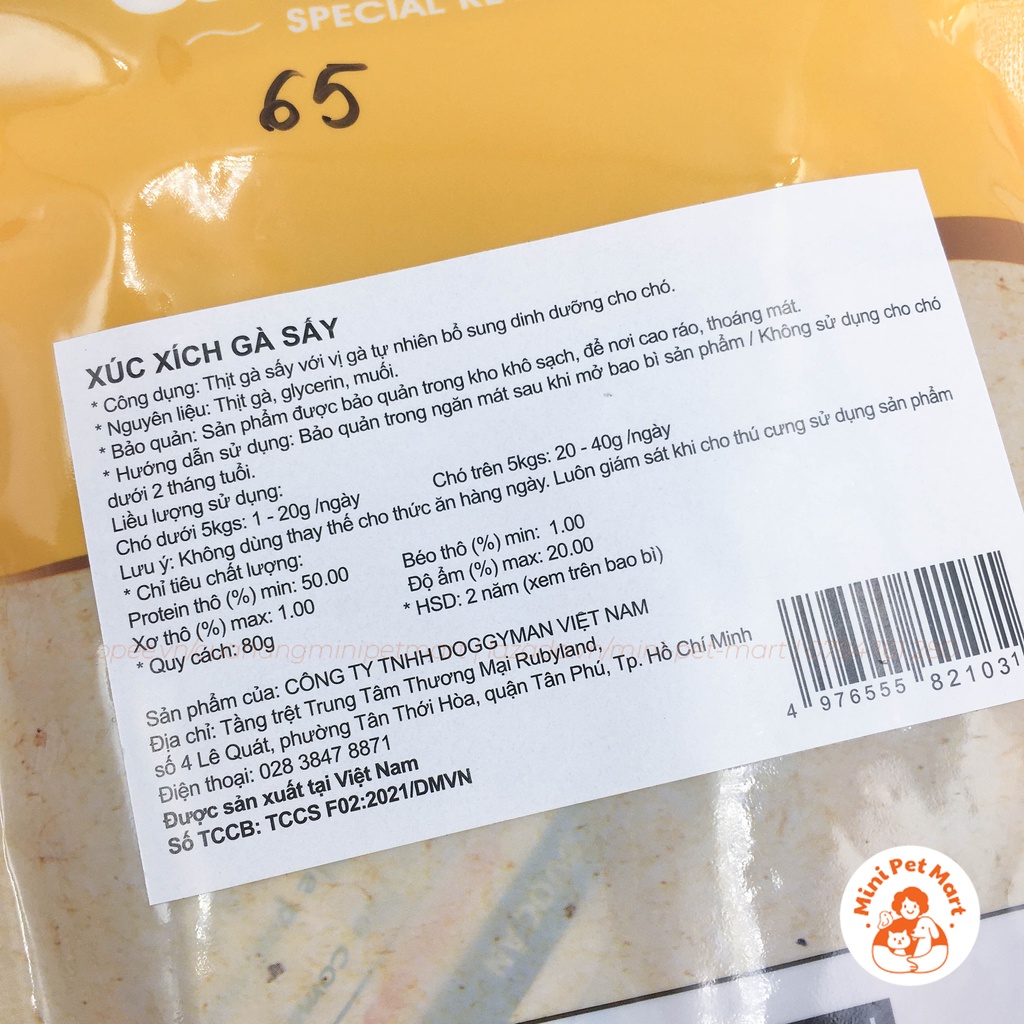 SPECIAL
65
XÚC XÍCH GÀ SẤY
* Công dụng: Thịt gà sấy với vị gà tự nhiên bổ sung dinh dưỡng cho chó.
* Nguyên liệu: Thịt gà, glycerin, muối.
* Bảo quản: Sản phẩm được bảo quản trong kho khô sạch, để nơi cao ráo, thoáng mát.
* Hướng dẫn sử dụng: Bảo quản trong ngăn mát sau khi mở bao bì sản phẩm / Không sử dụng cho chó
dưới 2 tháng tuổi.
Liều lượng sử dụng:
Chó dưới 5kgs: 1 - 20g /ngày Chó trên 5kgs: 20 - 40g /ngày
Lưu ý: Không dùng thay thế cho thức ăn hàng ngày. Luôn giám sát khi cho thú cưng sử dụng sản phẩm
* Chỉ tiêu chất lượng:
Protein thô (%) min: 50.00 Béo thô (%) min: 1.00
Xơ thô (%) max: 1.00 Độ ẩm (%) max: 20.00
* Quy cách: 80g * HSD: 2 năm (xem trên bao bì)
Sản phẩm của: CÔNG TY TNHH DOGGYMAN VIỆT NAM
Địa chỉ: Tầng trệt Trung Tâm Thương Mại Rubyland,
số 4 Lê Quát, phường Tân Thới Hòa, quận Tân Phú, Tp. Hồ Chí Minh
Điện thoại: 028 3847 8871
Được sản xuất tại Việt Nam
Số TCCB: TCCS F02:2021/DMVN
4 976555 821031
Mini Pet Mart